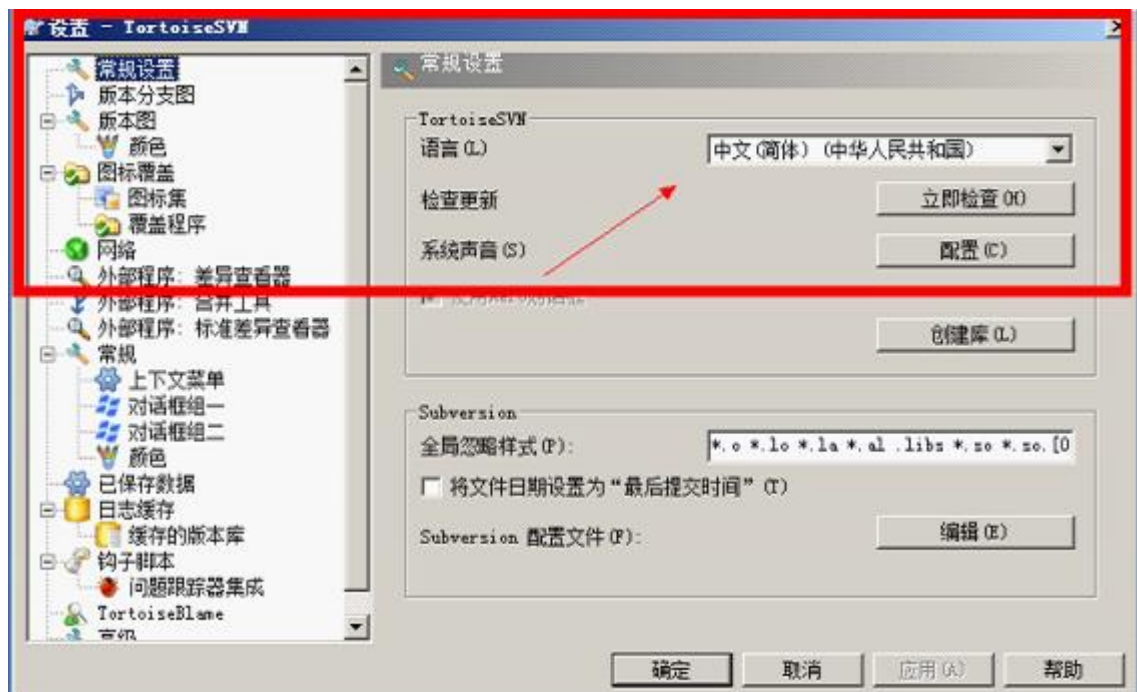 设置 - TortoiseSVN
常规设置
版本分支图
版本图
颜色
图标覆盖
图标集
覆盖程序
网络
外部程序: 差异查看器
外部程序: 合并工具
外部程序: 标准差异查看器
常规
上下文菜单
对话框组一
对话框组二
颜色
已保存数据
日志缓存
缓存的版本库
钩子脚本
问题跟踪器集成
TortoiseBlame
高级
常规设置
TortoiseSVN
语言(L) 中文(简体) (中华人民共和国)
检查更新 立即检查(H)
系统声音(S) 配置(C)
创建库(L)
Subversion
全局忽略样式(P): *.o *.lo *.la *.al .libs *.so *.so.[0
将文件日期设置为“最后提交时间”(T)
Subversion 配置文件(F): 编辑(E)
确定 取消 应用(A) 帮助